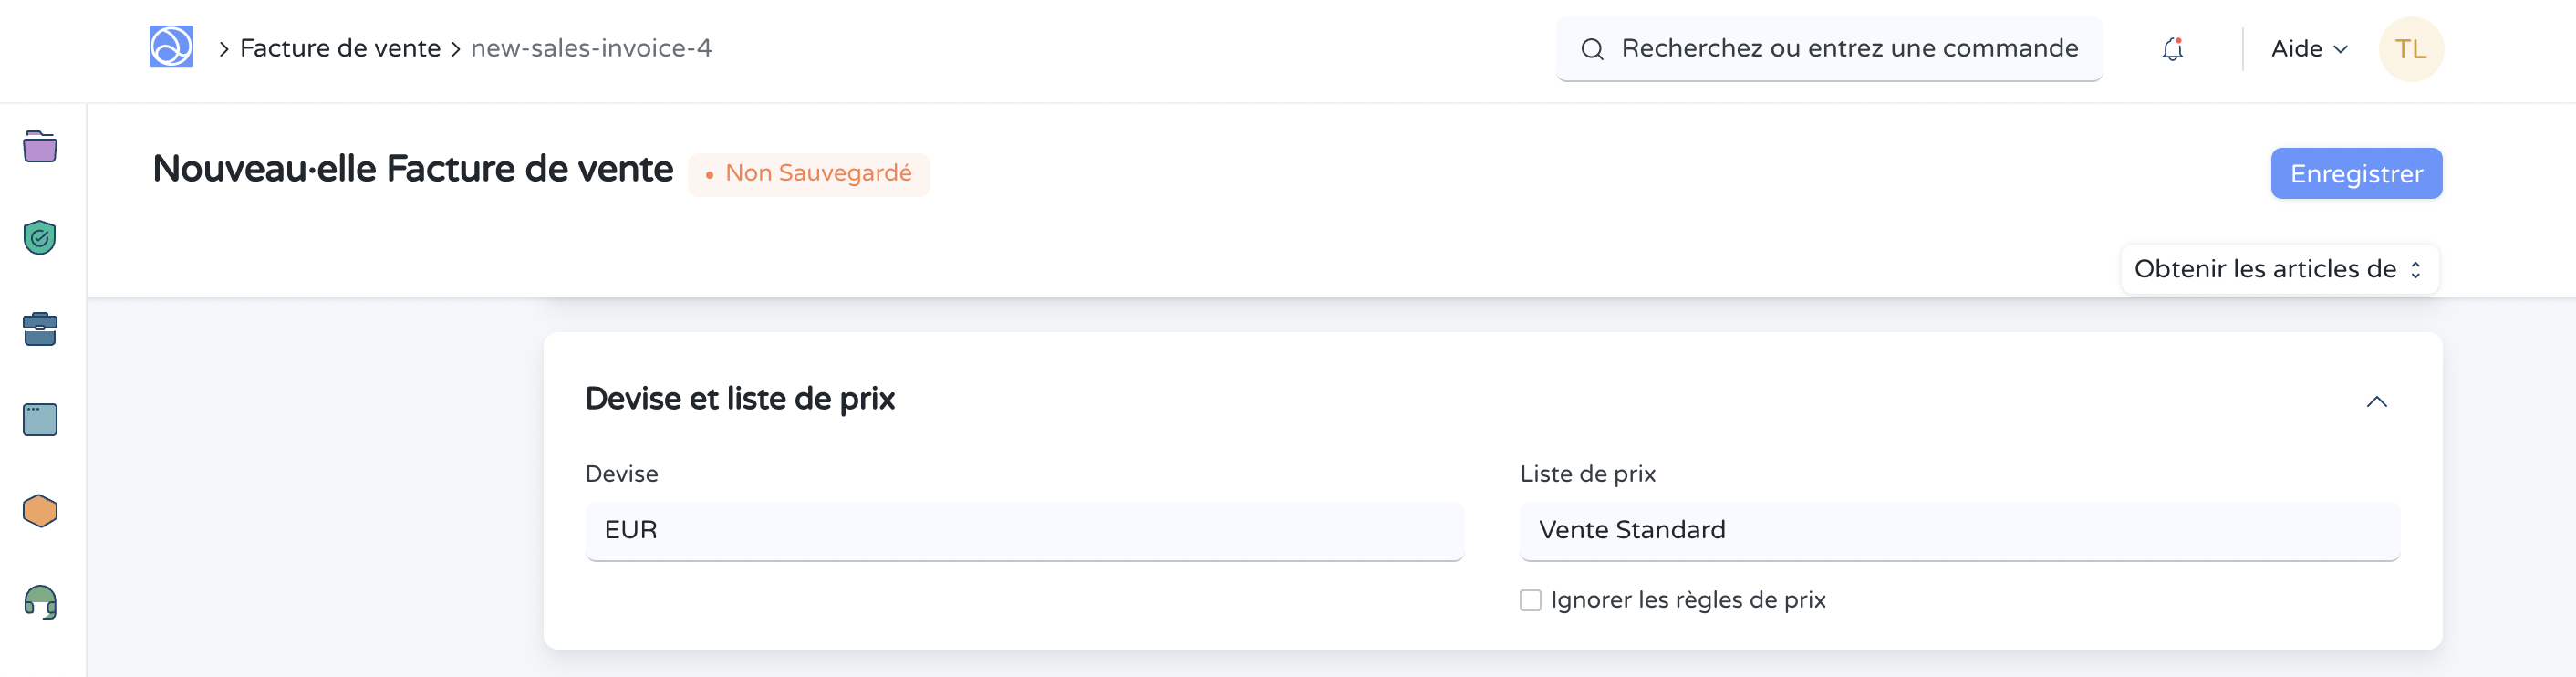 Facture de vente > new-sales-invoice-4
Recherchez ou entrez une commande
Aide
TL
Nouveau·elle Facture de vente
Non Sauvegardé
Enregistrer
Obtenir les articles de
Devise et liste de prix
Devise
Liste de prix
EUR
Vente Standard
Ignorer les règles de prix